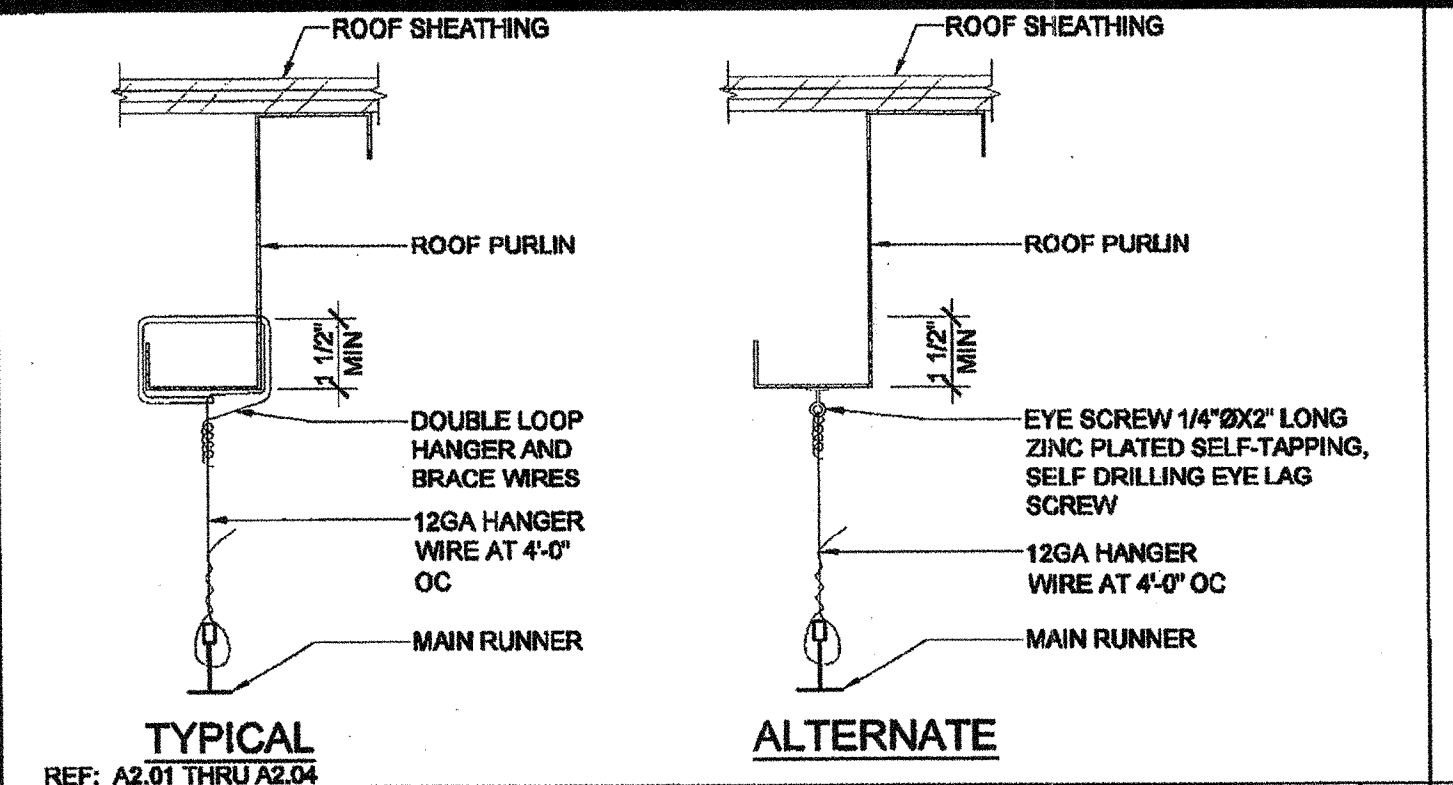 ROOF SHEATHING
ROOF PURLIN
1 1/2"
MIN
DOUBLE LOOP
HANGER AND
BRACE WIRES
12GA HANGER
WIRE AT 4'-0"
OC
MAIN RUNNER
TYPICAL
REF: A2.01 THRU A2.04
ROOF SHEATHING
ROOF PURLIN
1 1/2"
MIN
EYE SCREW 1/4"ØX2" LONG
ZINC PLATED SELF-TAPPING,
SELF DRILLING EYE LAG
SCREW
12GA HANGER
WIRE AT 4'-0" OC
MAIN RUNNER
ALTERNATE